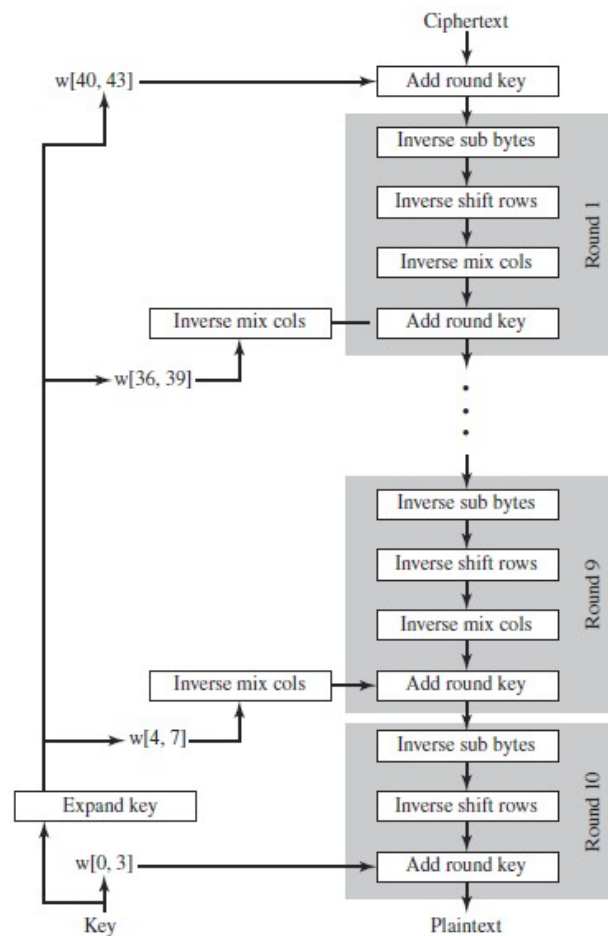 Ciphertext
w[40, 43]
Add round key
Inverse sub bytes
Inverse shift rows
Round 1
Inverse mix cols
Inverse mix cols
Add round key
w[36, 39]
Inverse sub bytes
Inverse shift rows
Round 9
Inverse mix cols
Inverse mix cols
Add round key
w[4, 7]
Inverse sub bytes
Expand key
Inverse shift rows
Round 10
w[0, 3]
Add round key
Key
Plaintext